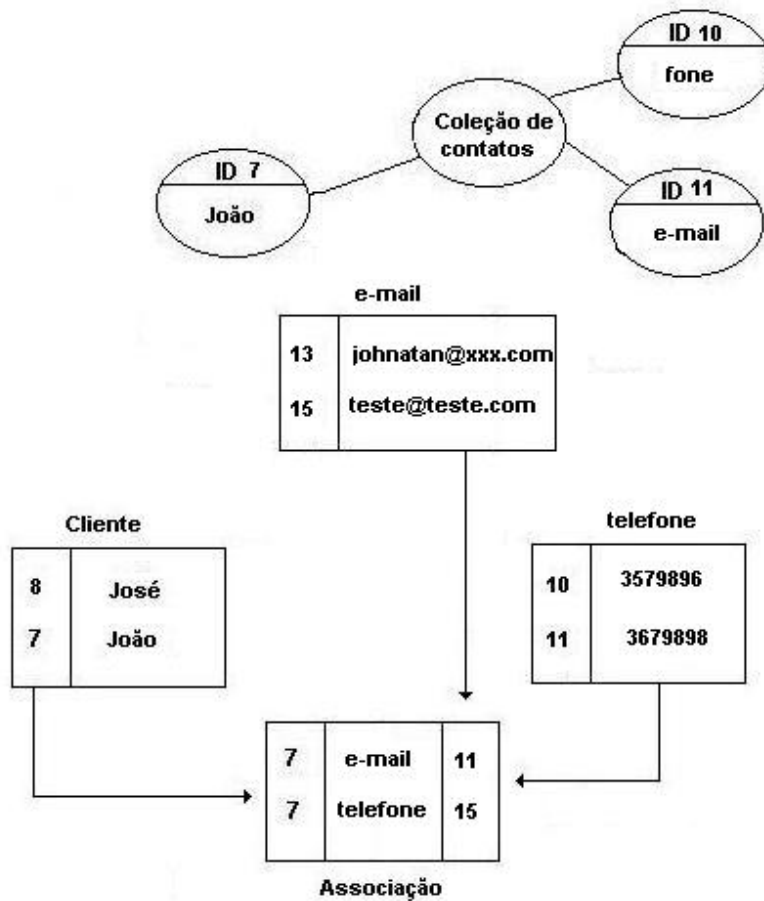 ID 10
fone
Coleção de
contatos
ID 7
João
ID 11
e-mail
e-mail
13 johnatan@xxx.com
15 teste@teste.com
Cliente
8 José
7 João
telefone
10 3579896
11 3679898
7 e-mail 11
7 telefone 15
Associação